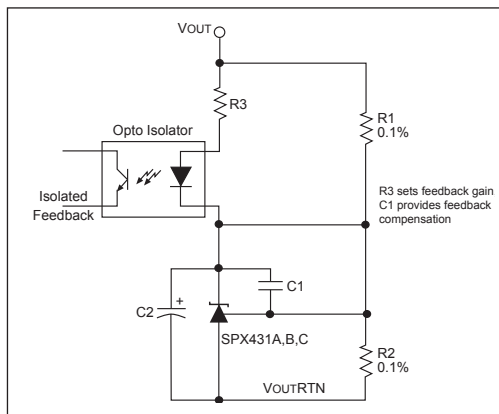 VOUT
R3
R1
0.1%
Opto Isolator
R3 sets feedback gain
C1 provides feedback
compensation
Isolated
Feedback
C1
C2
+
SPX431A,B,C
R2
0.1%
VOUTRTN